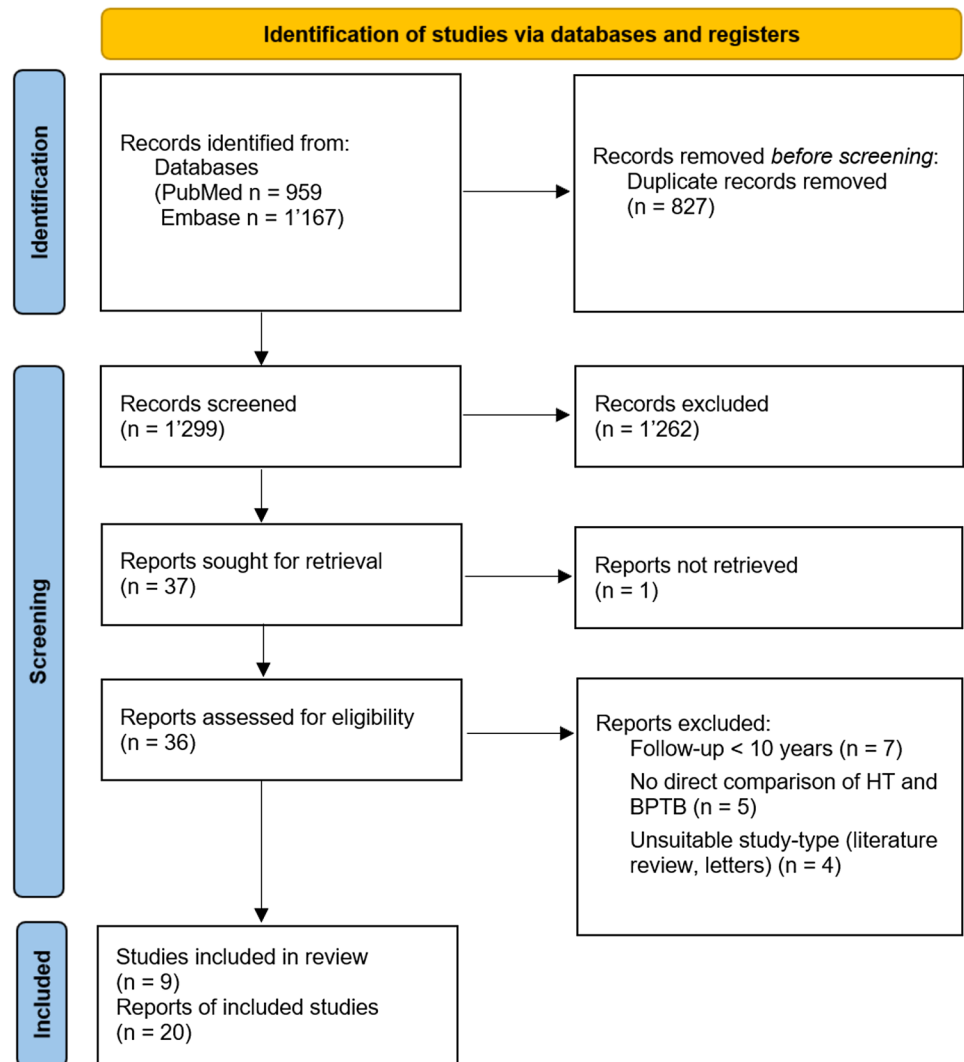 Identification of studies via databases and registers
Identification
Records identified from:
Databases
(PubMed n = 959
Embase n = 1’167)
Records removed before screening:
Duplicate records removed
(n = 827)
Screening
Records screened
(n = 1’299)
Records excluded
(n = 1’262)
Reports sought for retrieval
(n = 37)
Reports not retrieved
(n = 1)
Reports assessed for eligibility
(n = 36)
Reports excluded:
Follow-up < 10 years (n = 7)
No direct comparison of HT and
BPTB (n = 5)
Unsuitable study-type (literature
review, letters) (n = 4)
Included
Studies included in review
(n = 9)
Reports of included studies
(n = 20)